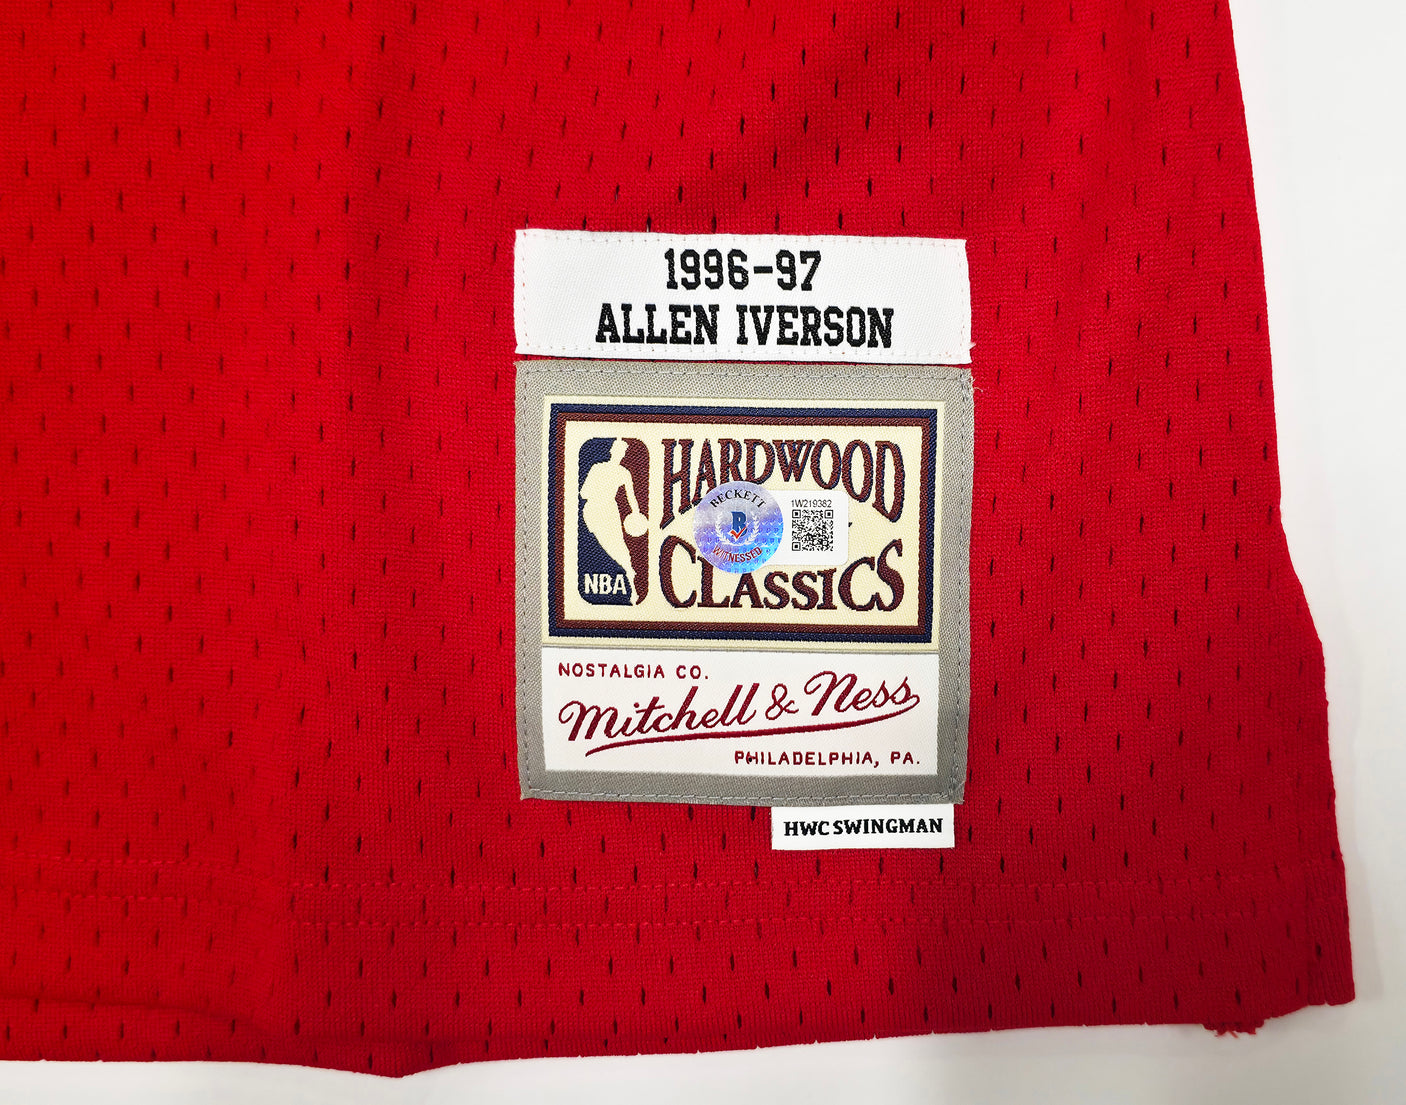 1996-97
ALLEN IVERSON
HARDWOOD
BECKETT
B
WITNESSED
1W219382
CLASSICS
NBA
NOSTALGIA CO.
Mitchell & Ness
PHILADELPHIA, PA.
HWC SWINGMAN